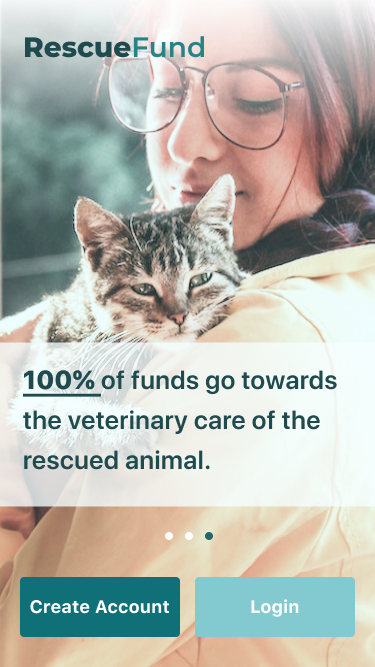 RescueFund
100% of funds go towards
the veterinary care of the
rescued animal.
Create Account
Login